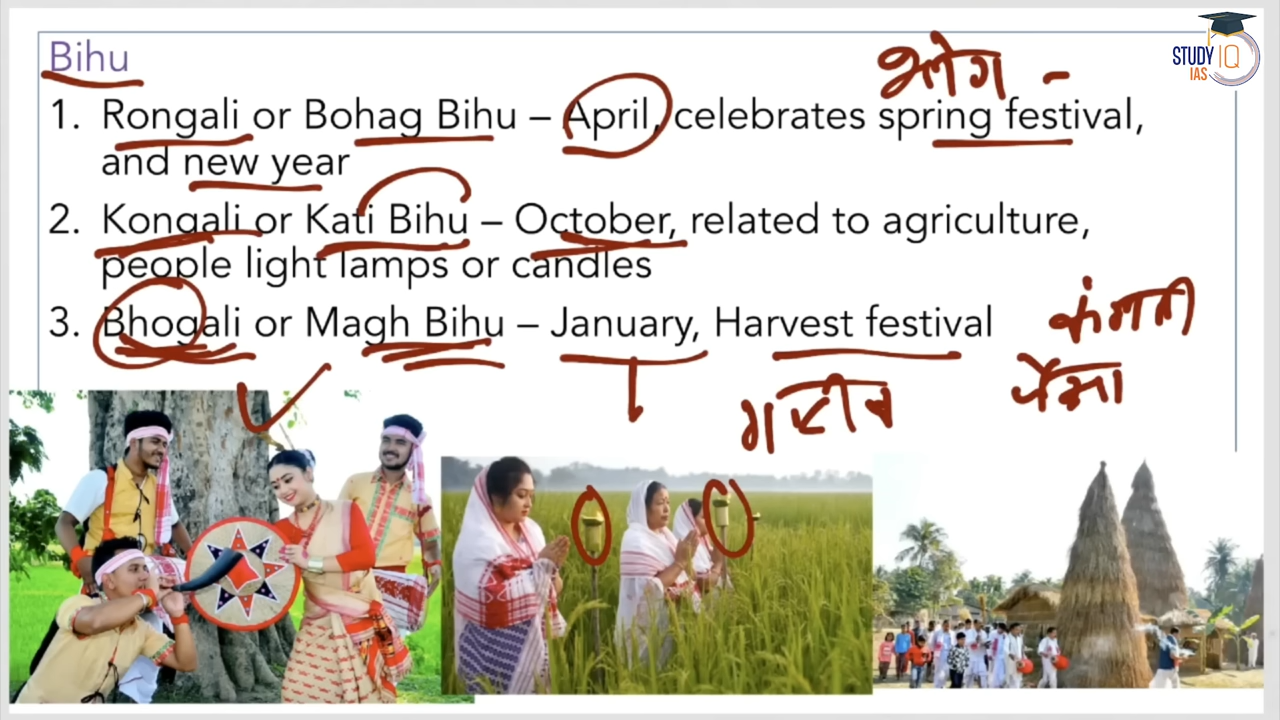 Bihu
STUDY IQ
IAS
भोग -
1. Rongali or Bohag Bihu – April, celebrates spring festival,
and new year
2. Kongali or Kati Bihu – October, related to agriculture,
people light lamps or candles
3. Bhogali or Magh Bihu – January, Harvest festival
गरीब
पैसा